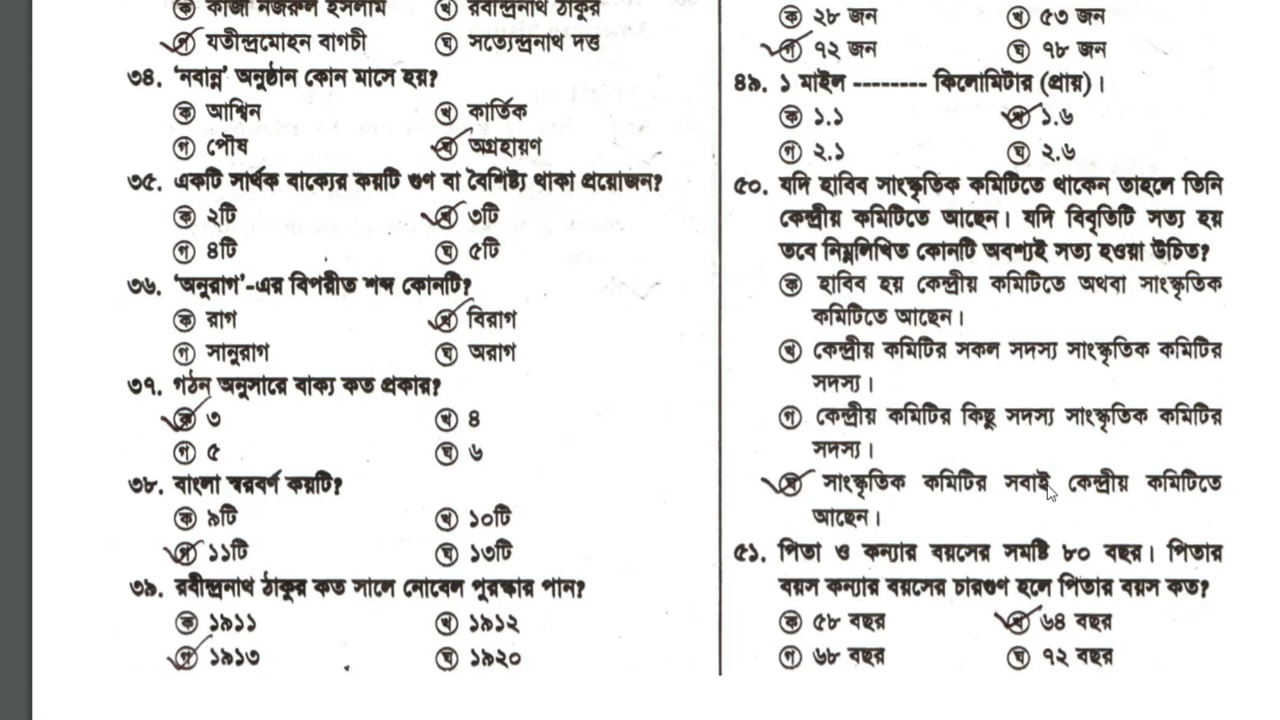 ক কাজী নজরুল ইসলাম খ রবীন্দ্রনাথ ঠাকুর
গ যতীন্দ্রমোহন বাগচী ঘ সত্যেন্দ্রনাথ দত্ত
৩৪. ‘নবান্ন’ অনুষ্ঠান কোন মাসে হয়?
ক আশ্বিন খ কার্তিক
গ পৌষ ঘ অগ্রহায়ণ
৩৫. একটি সার্থক বাক্যের কয়টি গুণ বা বৈশিষ্ট্য থাকা প্রয়োজন?
ক ২টি খ ৩টি
গ ৪টি ঘ ৫টি
৩৬. ‘অনুরাগ’-এর বিপরীত শব্দ কোনটি?
ক রাগ খ বিরাগ
গ সানুরাগ ঘ অরাগ
৩৭. গঠন অনুসারে বাক্য কত প্রকার?
ক ৩ খ ৪
গ ৫ ঘ ৬
৩৮. বাংলা স্বরবর্ণ কয়টি?
ক ৯টি খ ১০টি
গ ১১টি ঘ ১৩টি
৩৯. রবীন্দ্রনাথ ঠাকুর কত সালে নোবেল পুরস্কার পান?
ক ১৯১১ খ ১৯১২
গ ১৯১৩ ঘ ১৯২০
ক ২৮ জন খ ৫৩ জন
গ ৭২ জন ঘ ৭৮ জন
৪৯. ১ মাইল -------- কিলোমিটার (প্রায়)।
ক ১.১ খ ১.৬
গ ২.১ ঘ ২.৬
৫০. যদি হাবিব সাংস্কৃতিক কমিটিতে থাকেন তাহলে তিনি
কেন্দ্রীয় কমিটিতে আছেন। যদি বিবৃতিটি সত্য হয়
তবে নিম্নলিখিত কোনটি অবশ্যই সত্য হওয়া উচিত?
ক হাবিব হয় কেন্দ্রীয় কমিটিতে অথবা সাংস্কৃতিক
কমিটিতে আছেন।
খ কেন্দ্রীয় কমিটির সকল সদস্য সাংস্কৃতিক কমিটির
সদস্য।
গ কেন্দ্রীয় কমিটির কিছু সদস্য সাংস্কৃতিক কমিটির
সদস্য।
ঘ সাংস্কৃতিক কমিটির সবাই কেন্দ্রীয় কমিটিতে
আছেন।
৫১. পিতা ও কন্যার বয়সের সমষ্টি ৮০ বছর। পিতার
বয়স কন্যার বয়সের চারগুণ হলে পিতার বয়স কত?
ক ৫৮ বছর খ ৬৪ বছর
গ ৬৮ বছর ঘ ৭২ বছর